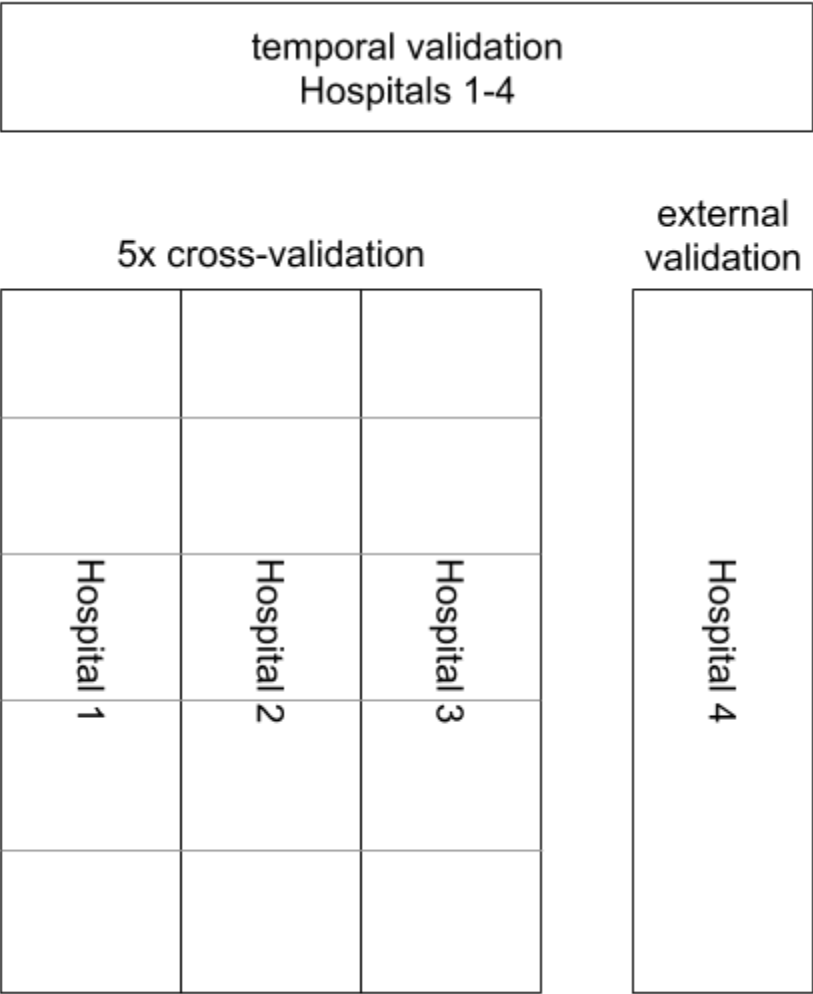 temporal validation
Hospitals 1-4
5x cross-validation
external
validation
Hospital 1
Hospital 2
Hospital 3
Hospital 4